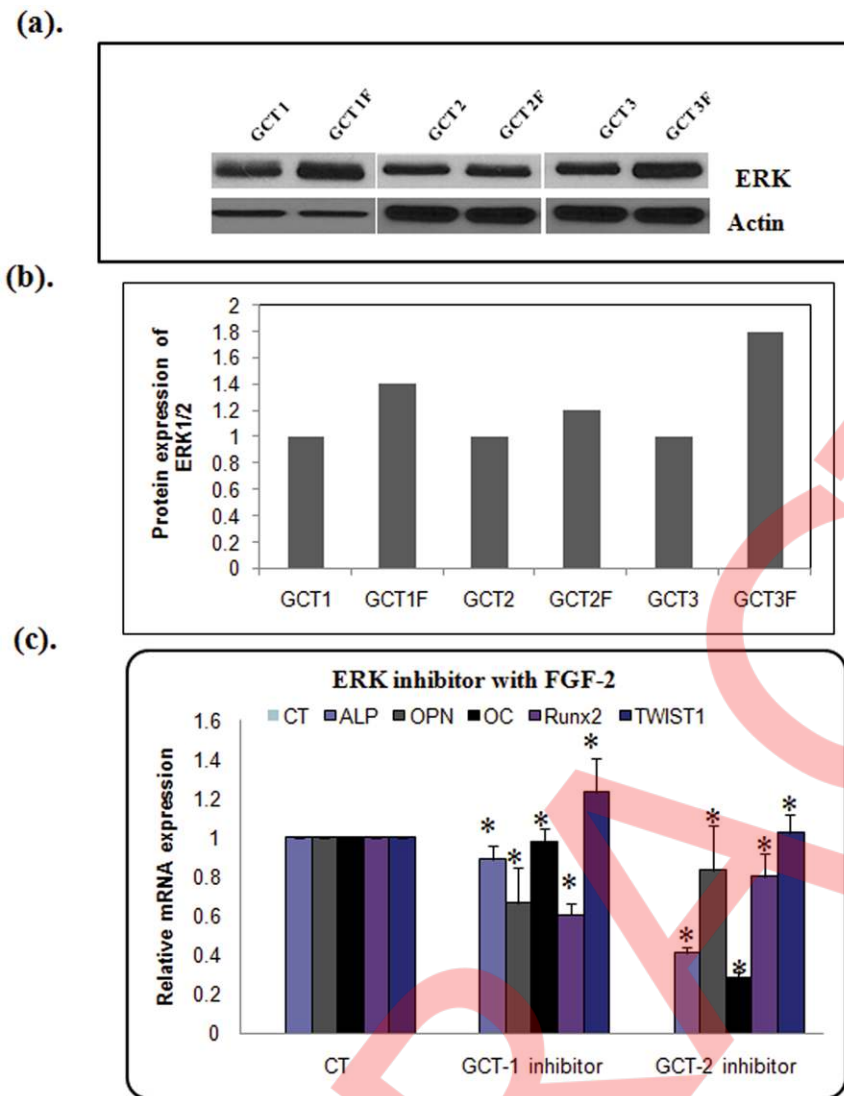 (a).
GCT1 GCT1F GCT2 GCT2F GCT3 GCT3F
ERK
Actin
(b).
Protein expression of
ERK1/2
2
1.8
1.6
1.4
1.2
1
0.8
0.6
0.4
0.2
0
GCT1 GCT1F GCT2 GCT2F GCT3 GCT3F
(c).
ERK inhibitor with FGF-2
CT ALP OPN OC Runx2 TWIST1
Relative mRNA expression
1.6
1.4
1.2
1
0.8
0.6
0.4
0.2
0
* * * * *
* * * * *
CT GCT-1 inhibitor GCT-2 inhibitor